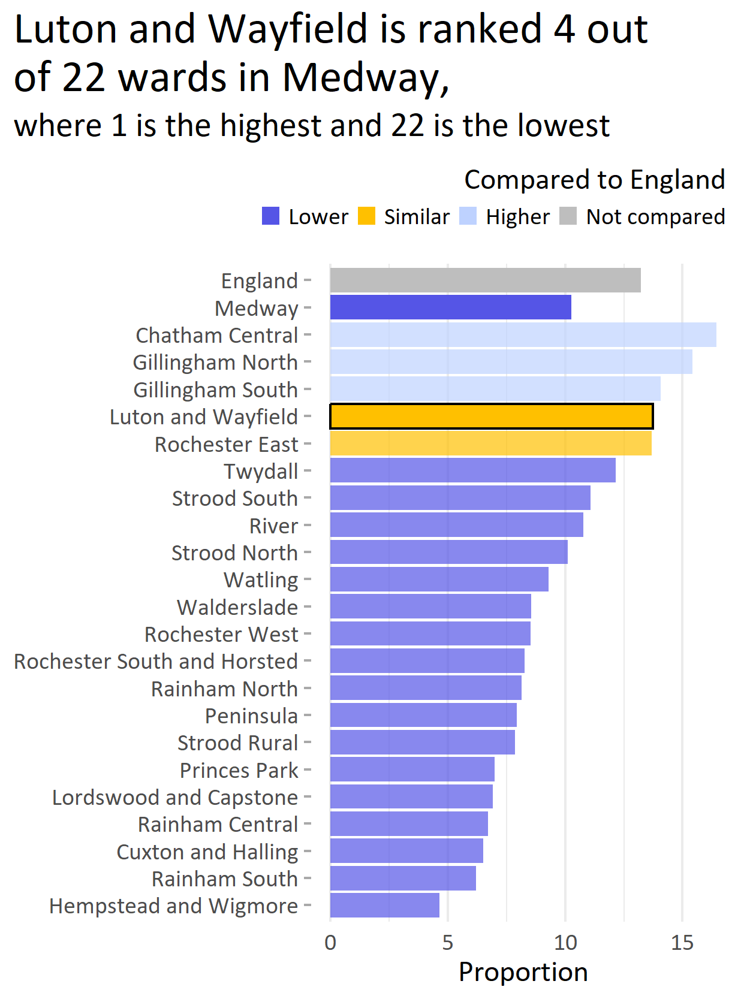 Luton and Wayfield is ranked 4 out
of 22 wards in Medway,
where 1 is the highest and 22 is the lowest
Compared to England
Lower Similar Higher Not compared
England
Medway
Chatham Central
Gillingham North
Gillingham South
Luton and Wayfield
Rochester East
Twydall
Strood South
River
Strood North
Watling
Walderslade
Rochester West
Rochester South and Horsted
Rainham North
Peninsula
Strood Rural
Princes Park
Lordswood and Capstone
Rainham Central
Cuxton and Halling
Rainham South
Hempstead and Wigmore
0 5 10 15
Proportion